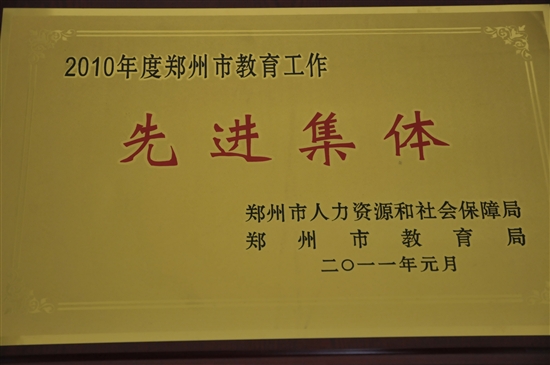 2010年度郑州市教育工作
先进集体
郑州市人力资源和社会保障局
郑州市教育局
二〇一一年元月